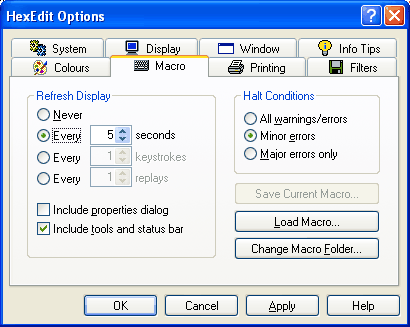 HexEdit Options
System Display Window Info Tips
Colours Macro Printing Filters
Refresh Display
Never
Every 5 seconds
Every 1 keystrokes
Every 1 replays
Include properties dialog
Include tools and status bar
Halt Conditions
All warnings/errors
Minor errors
Major errors only
Save Current Macro...
Load Macro...
Change Macro Folder...
OK Cancel Apply Help